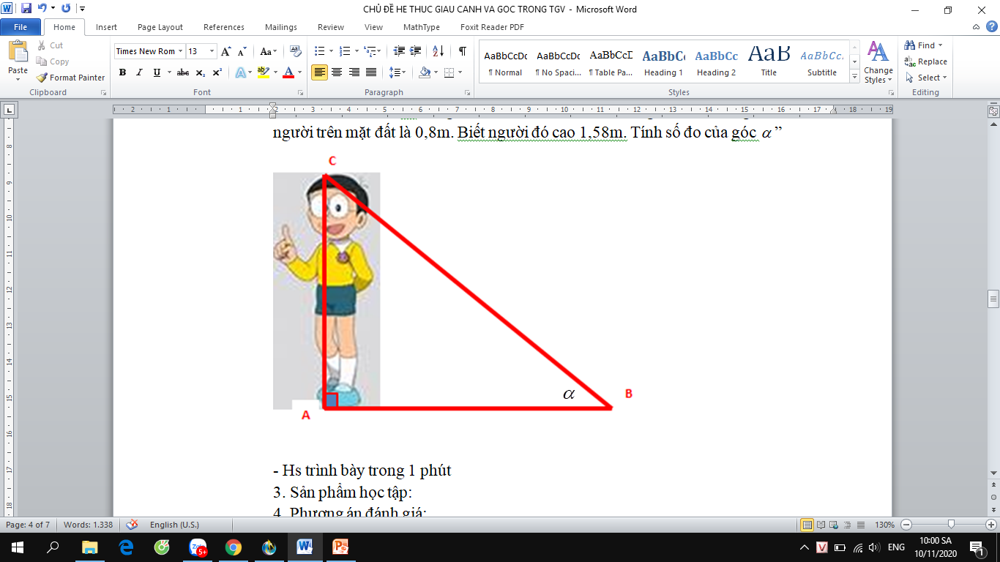 CHỦ ĐỀ HE THUC GIAU CANH VA GOC TRONG TGV - Microsoft Word
File Home Insert Page Layout References Mailings Review View MathType Foxit Reader PDF
Paste
Cut
Copy
Format Painter
Clipboard
Times New Rom 13
Font
Paragraph
AaBbCcDc AaBbCcDc AaBbCcD AaBbC AaBbCc AaB AaBbCcI
¶ Normal ¶ No Spaci... ¶ Table Pa... Heading 1 Heading 2 Title Subtitle
Styles
Change Styles
Find
Replace
Select
Editing
người trên mặt đất là 0,8m. Biết người đó cao 1,58m. Tính số đo của góc α ”
C
α
B
A
- Hs trình bày trong 1 phút
3. Sản phẩm học tập:
4. Phương án đánh giá:
Page: 4 of 7 Words: 1.338 English (U.S.) 130%
5+
ENG
10:00 SA
10/11/2020
1